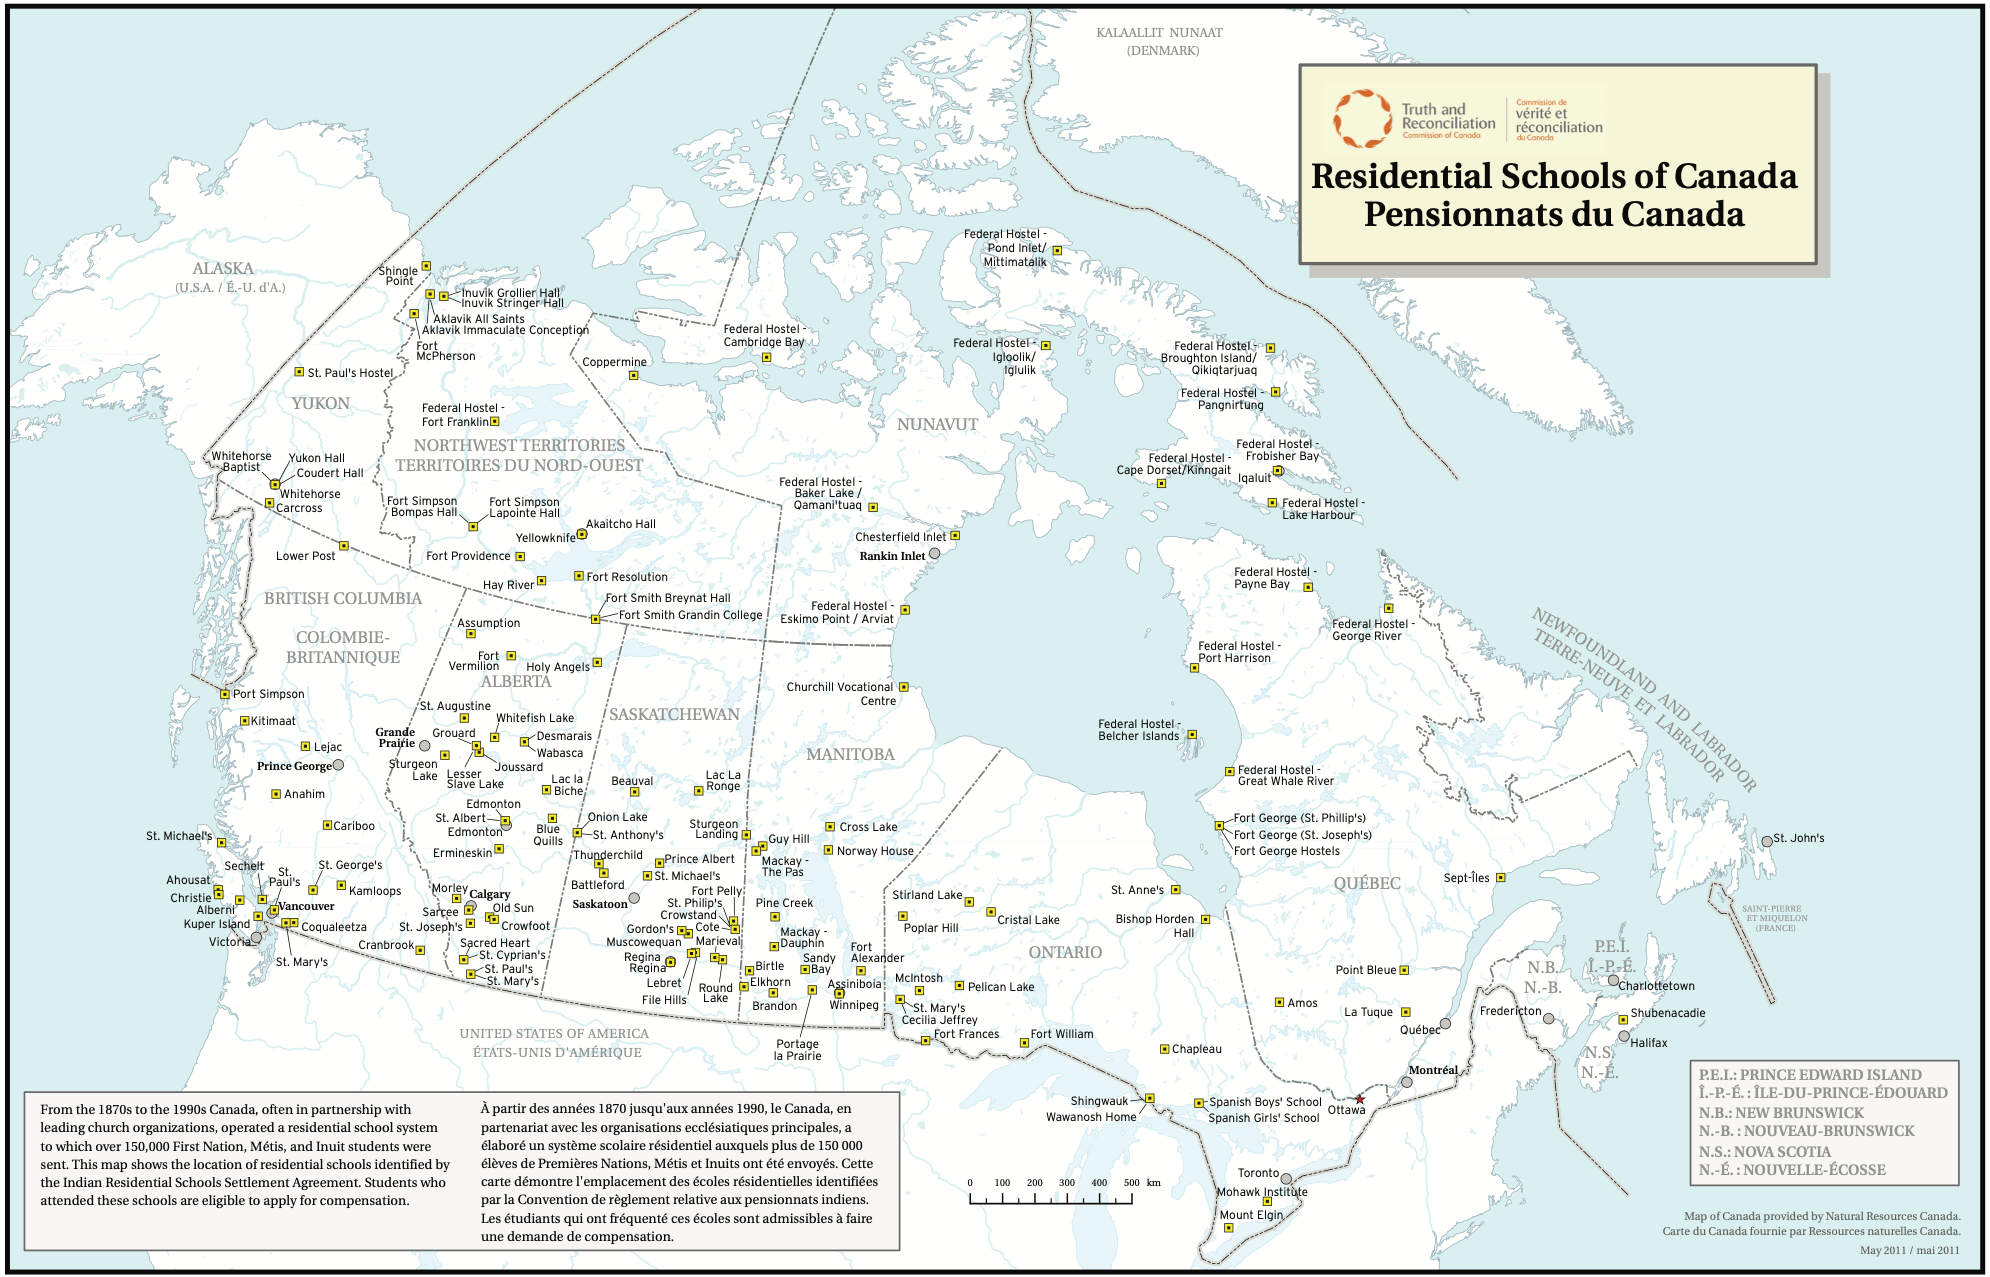 KALAALLIT NUNAAT
(DENMARK)
Truth and
Reconciliation
Commission of Canada
Commission de
vérité et
réconciliation
du Canada
Residential Schools of Canada
Pensionnats du Canada
ALASKA
(U.S.A. / É.-U. d'A.)
Shingle
Point
Inuvik Grollier Hall
Inuvik Stringer Hall
Aklavik All Saints
Aklavik Immaculate Conception
Fort
McPherson
St. Paul's Hostel
YUKON
Federal Hostel -
Fort Franklin
NORTHWEST TERRITORIES
TERRITOIRES DU NORD-OUEST
Coppermine
Federal Hostel -
Cambridge Bay
Federal Hostel -
Pond Inlet/
Mittimatalik
Federal Hostel -
Igloolik/
Iglulik
Federal Hostel -
Broughton Island/
Qikiqtarjuaq
Federal Hostel -
Pangnirtung
NUNAVUT
Federal Hostel -
Frobisher Bay
Iqaluit
Federal Hostel -
Cape Dorset/Kinngait
Federal Hostel -
Lake Harbour
Federal Hostel -
Baker Lake /
Qamani'tuaq
Chesterfield Inlet
Rankin Inlet
Federal Hostel -
Eskimo Point / Arviat
Whitehorse
Baptist
Yukon Hall
Coudert Hall
Whitehorse
Carcross
Lower Post
Fort Simpson
Bompas Hall
Fort Simpson
Lapointe Hall
Akaitcho Hall
Yellowknife
Fort Providence
Hay River
Fort Resolution
Fort Smith Breynat Hall
Fort Smith Grandin College
BRITISH COLUMBIA
COLOMBIE-
BRITANNIQUE
Port Simpson
Kitimaat
Lejac
Prince George
Anahim
Cariboo
St. Michael's
Sechelt
St.
Paul's
St. George's
Kamloops
Ahousat
Christie
Alberni
Kuper Island
Victoria
Vancouver
Coqualeetza
St. Mary's
Cranbrook
Assumption
Fort
Vermilion
Holy Angels
ALBERTA
St. Augustine
Grande
Prairie
Grouard
Whitefish Lake
Desmarais
Wabasca
Sturgeon
Lake
Lesser
Slave Lake
Joussard
Lac la
Biche
Edmonton
St. Albert
Edmonton
Blue
Quills
Ermineskin
Morley
Calgary
Sarcee
Old Sun
Crowfoot
St. Joseph's
Sacred Heart
St. Cyprian's
St. Paul's
St. Mary's
SASKATCHEWAN
Beauval
Lac La
Ronge
Onion Lake
St. Anthony's
Sturgeon
Landing
Thunderchild
Battleford
Prince Albert
St. Michael's
Saskatoon
Fort Pelly
St. Philip's
Crowstand
Cote
Gordon's
Muscowequan
Marieval
Regina
Regina
Lebret
File Hills
Round
Lake
MANITOBA
Churchill Vocational
Centre
Cross Lake
Norway House
Guy Hill
Mackay -
The Pas
Pine Creek
Mackay -
Dauphin
Sandy
Bay
Fort
Alexander
Birtle
Elkhorn
Brandon
Assiniboia
Winnipeg
Portage
la Prairie
ONTARIO
Stirland Lake
Cristal Lake
Poplar Hill
McIntosh
Pelican Lake
St. Mary's
Cecilia Jeffrey
Fort Frances
Fort William
St. Anne's
Bishop Horden
Hall
Chapleau
Shingwauk
Wawanosh Home
Spanish Boys' School
Spanish Girls' School
Ottawa
Toronto
Mohawk Institute
Mount Elgin
QUÉBEC
Federal Hostel -
Payne Bay
Federal Hostel -
George River
Federal Hostel -
Port Harrison
Federal Hostel -
Belcher Islands
Federal Hostel -
Great Whale River
Fort George (St. Phillip's)
Fort George (St. Joseph's)
Fort George Hostels
Sept-Îles
Point Bleue
Amos
La Tuque
Québec
Montréal
NEWFOUNDLAND AND LABRADOR
TERRE-NEUVE ET LABRADOR
St. John's
SAINT-PIERRE
ET MIQUELON
(FRANCE)
P.E.I.
Î.-P.-É.
Charlottetown
N.B.
N.-B.
Fredericton
Shubenacadie
Halifax
N.S.
N.-É.
UNITED STATES OF AMERICA
ÉTATS-UNIS D'AMÉRIQUE
From the 1870s to the 1990s Canada, often in partnership with
leading church organizations, operated a residential school system
to which over 150,000 First Nation, Métis, and Inuit students were
sent. This map shows the location of residential schools identified by
the Indian Residential Schools Settlement Agreement. Students who
attended these schools are eligible to apply for compensation.
À partir des années 1870 jusqu'aux années 1990, le Canada, en
partenariat avec les organisations ecclésiatiques principales, a
élaboré un système scolaire résidentiel auxquels plus de 150 000
élèves de Premières Nations, Métis et Inuits ont été envoyés. Cette
carte démontre l'emplacement des écoles résidentielles identifiées
par la Convention de règlement relative aux pensionnats indiens.
Les étudiants qui ont fréquenté ces écoles sont admissibles à faire
une demande de compensation.
0 100 200 300 400 500 km
P.E.I.: PRINCE EDWARD ISLAND
Î.-P.-É. : ÎLE-DU-PRINCE-ÉDOUARD
N.B.: NEW BRUNSWICK
N.-B. : NOUVEAU-BRUNSWICK
N.S.: NOVA SCOTIA
N.-É. : NOUVELLE-ÉCOSSE
Map of Canada provided by Natural Resources Canada.
Carte du Canada fournie par Ressources naturelles Canada.
May 2011 / mai 2011